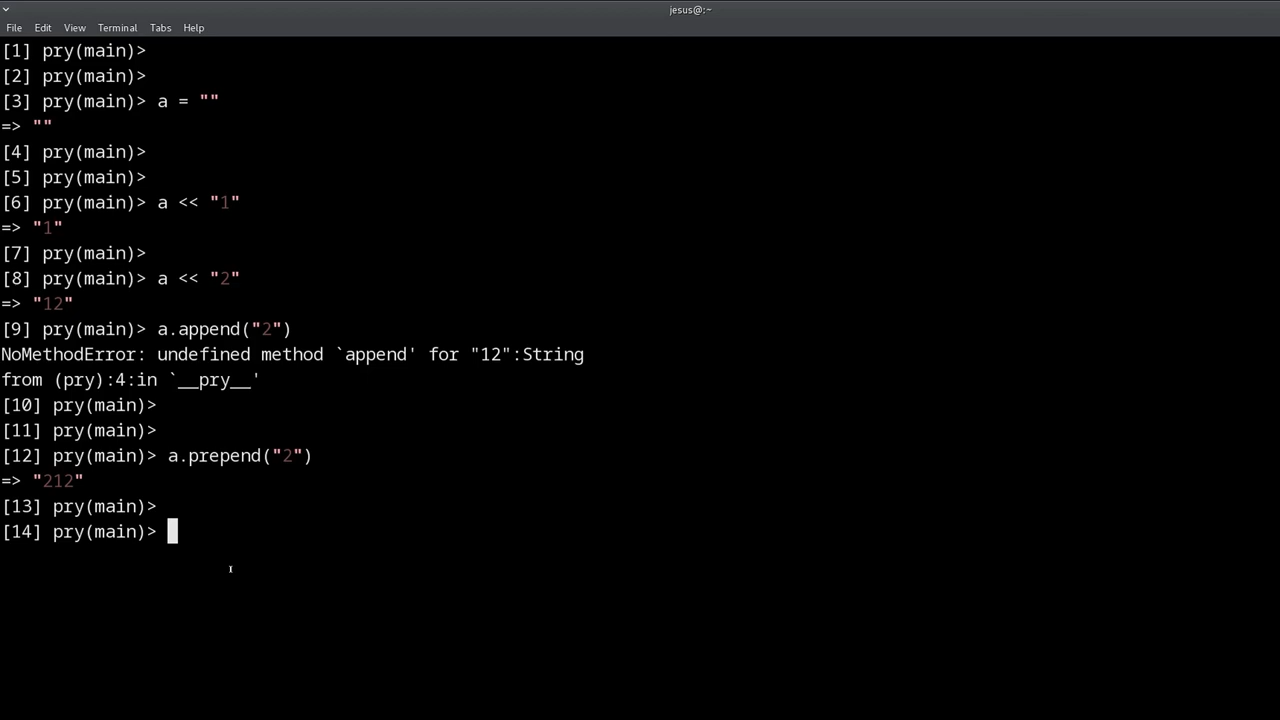 jesus@:~
File Edit View Terminal Tabs Help
[1] pry(main)>
[2] pry(main)>
[3] pry(main)> a = ""
=> ""
[4] pry(main)>
[5] pry(main)>
[6] pry(main)> a << "1"
=> "1"
[7] pry(main)>
[8] pry(main)> a << "2"
=> "12"
[9] pry(main)> a.append("2")
NoMethodError: undefined method `append' for "12":String
from (pry):4:in `__pry__'
[10] pry(main)>
[11] pry(main)>
[12] pry(main)> a.prepend("2")
=> "212"
[13] pry(main)>
[14] pry(main)>